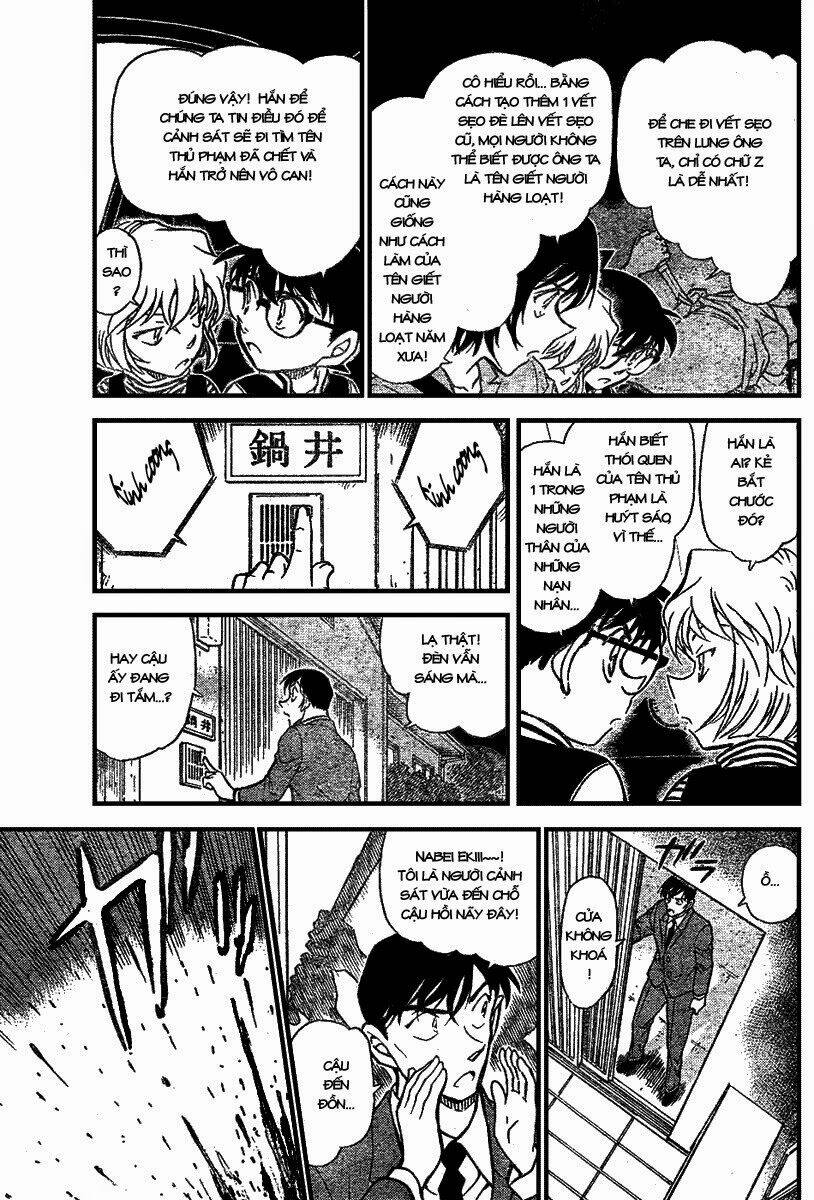 ĐỂ CHE ĐI VẾT SẸO
TRÊN LƯNG ÔNG
TA, CHỈ CÓ CHỮ Z
LÀ DỄ NHẤT!
CÔ HIỂU RỒI... BẰNG
CÁCH TẠO THÊM 1 VẾT
SẸO ĐÈ LÊN VẾT SẸO
CŨ, MỌI NGƯỜI KHÔNG
THỂ BIẾT ĐƯỢC ÔNG TA
LÀ TÊN GIẾT NGƯỜI
HÀNG LOẠT!
CÁCH NÀY
CŨNG
GIỐNG
NHƯ CÁCH
LÀM CỦA
TÊN GIẾT
NGƯỜI
HÀNG
LOẠT NĂM
XƯA!
ĐÚNG VẬY! HẮN ĐỂ
CHÚNG TA TIN ĐIỀU ĐÓ ĐỂ
CẢNH SÁT SẼ ĐI TÌM TÊN
THỦ PHẠM ĐÃ CHẾT VÀ
HẮN TRỞ NÊN VÔ CAN!
THÌ
SAO
?
HẮN LÀ
AI? KẺ
BẮT
CHƯỚC
ĐÓ?
HẮN BIẾT
THÓI QUEN
CỦA TÊN THỦ
PHẠM LÀ
HUÝT SÁO,
VÌ THẾ...
HẮN LÀ
1 TRONG
NHỮNG
NGƯỜI
THÂN CỦA
NHỮNG
NẠN
NHÂN...
Kính coong
鍋井
Kính coong
LẠ THẬT!
ĐÈN VẪN
SÁNG MÀ...
HAY CẬU
ẤY ĐANG
ĐI TẮM...?
鍋井
Ồ...
ガラ
CỬA
KHÔNG
KHOÁ
!
NABEI EKIII~~~!
TÔI LÀ NGƯỜI CẢNH
SÁT VỪA ĐẾN CHỖ
CẬU HỎI NÃY ĐÂY!
CẬU
ĐẾN
ĐỒN...